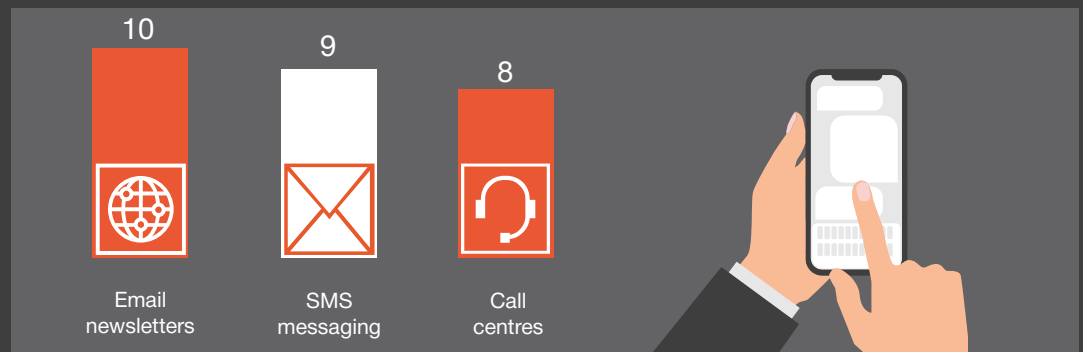 10
9
8
Email
newsletters
SMS
messaging
Call
centres